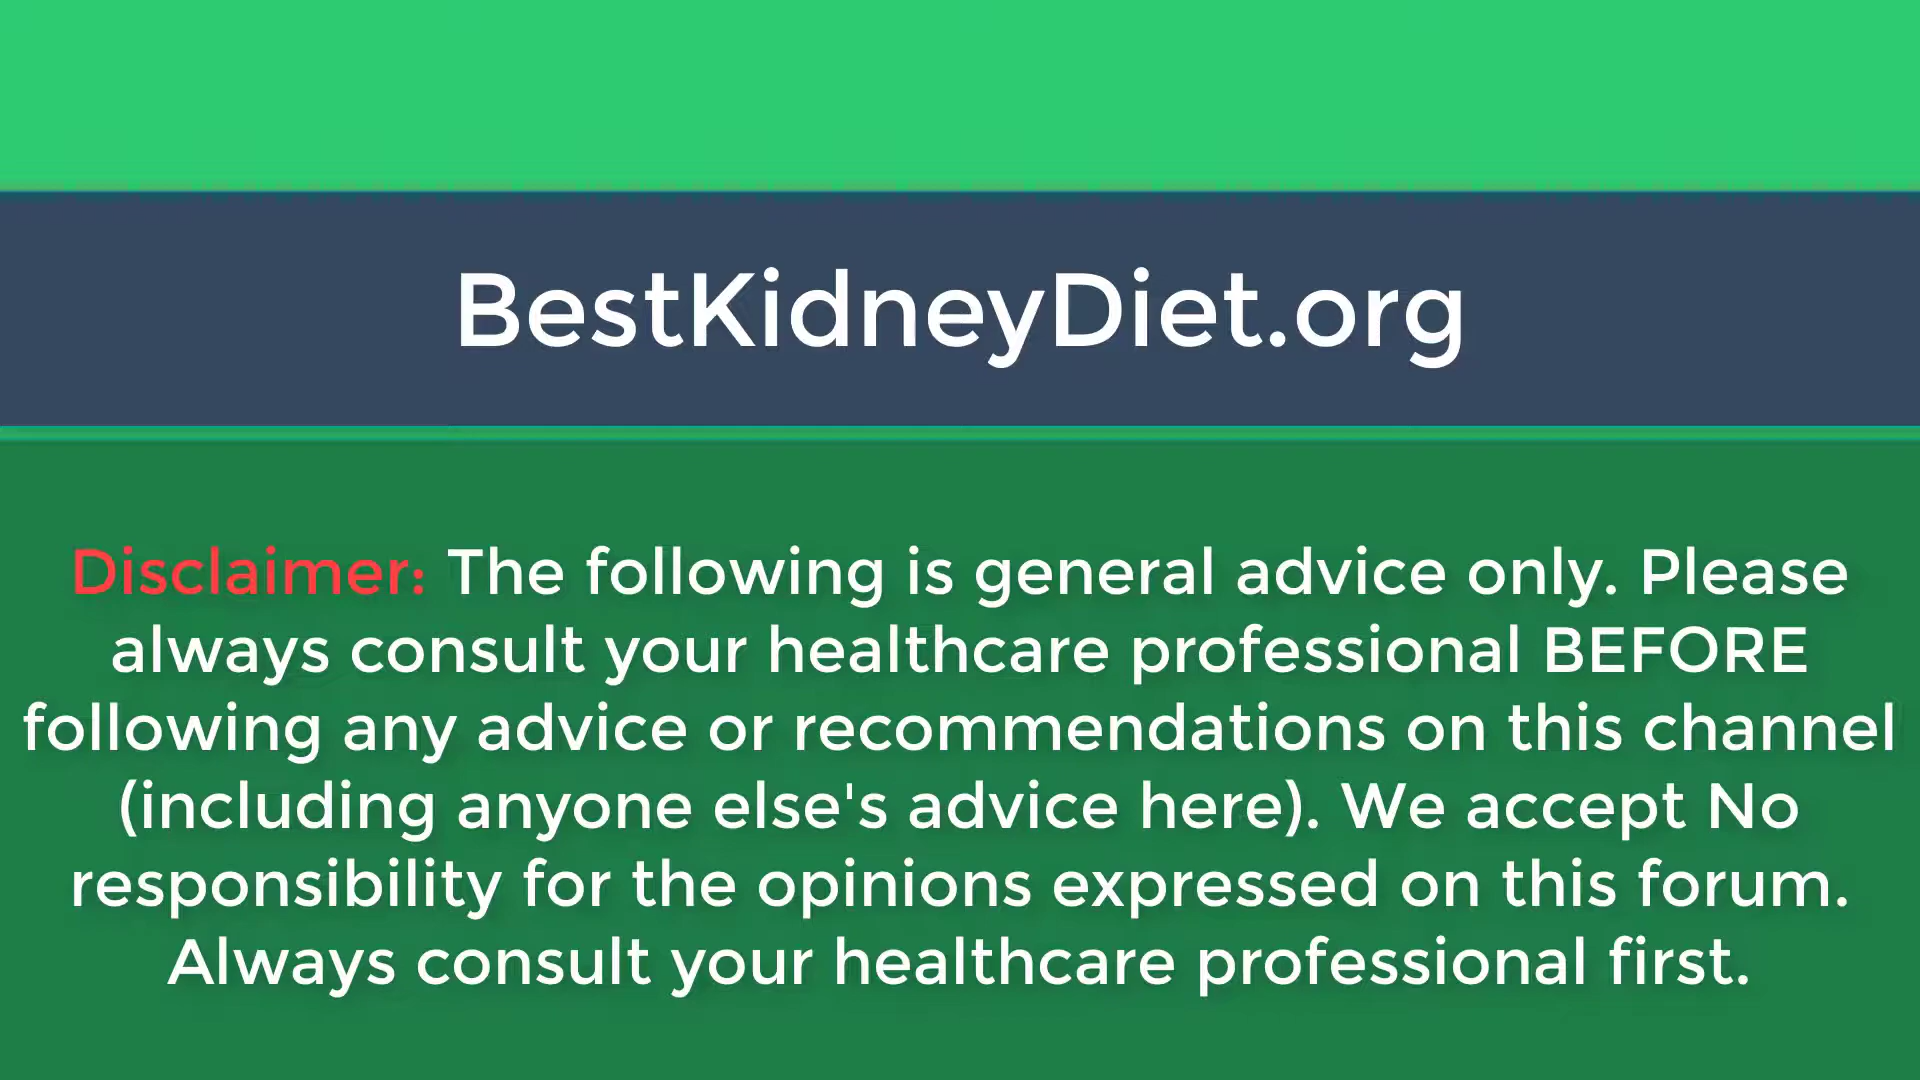 BestKidneyDiet.org
Disclaimer: The following is general advice only. Please
always consult your healthcare professional BEFORE
following any advice or recommendations on this channel
(including anyone else's advice here). We accept No
responsibility for the opinions expressed on this forum.
Always consult your healthcare professional first.